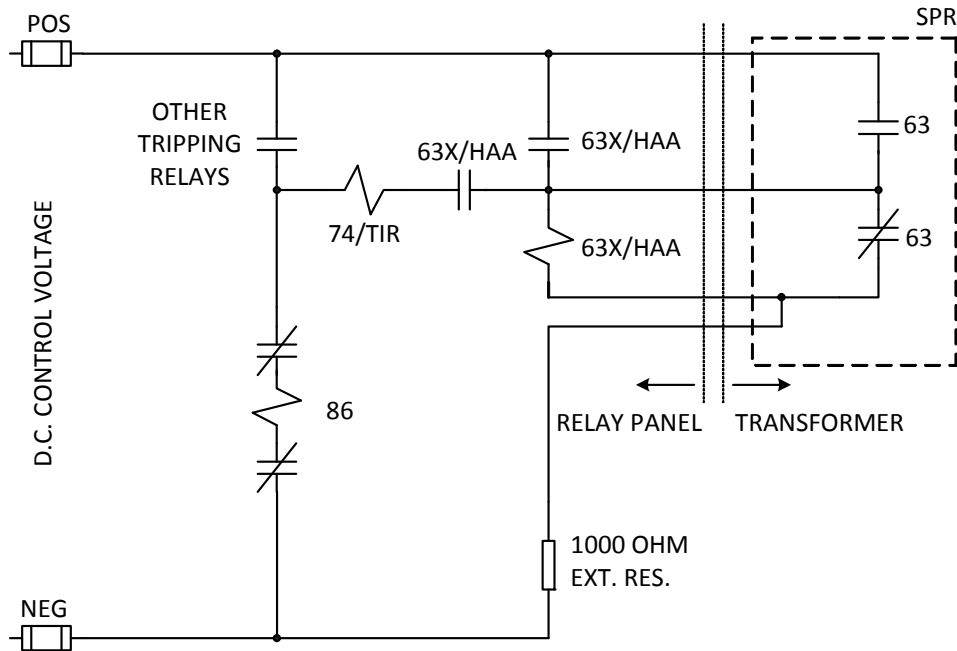 POS
SPR
OTHER
TRIPPING
RELAYS
63X/HAA
63X/HAA
63
74/TIR
63X/HAA
63
D.C. CONTROL VOLTAGE
86
RELAY PANEL
TRANSFORMER
1000 OHM
EXT. RES.
NEG